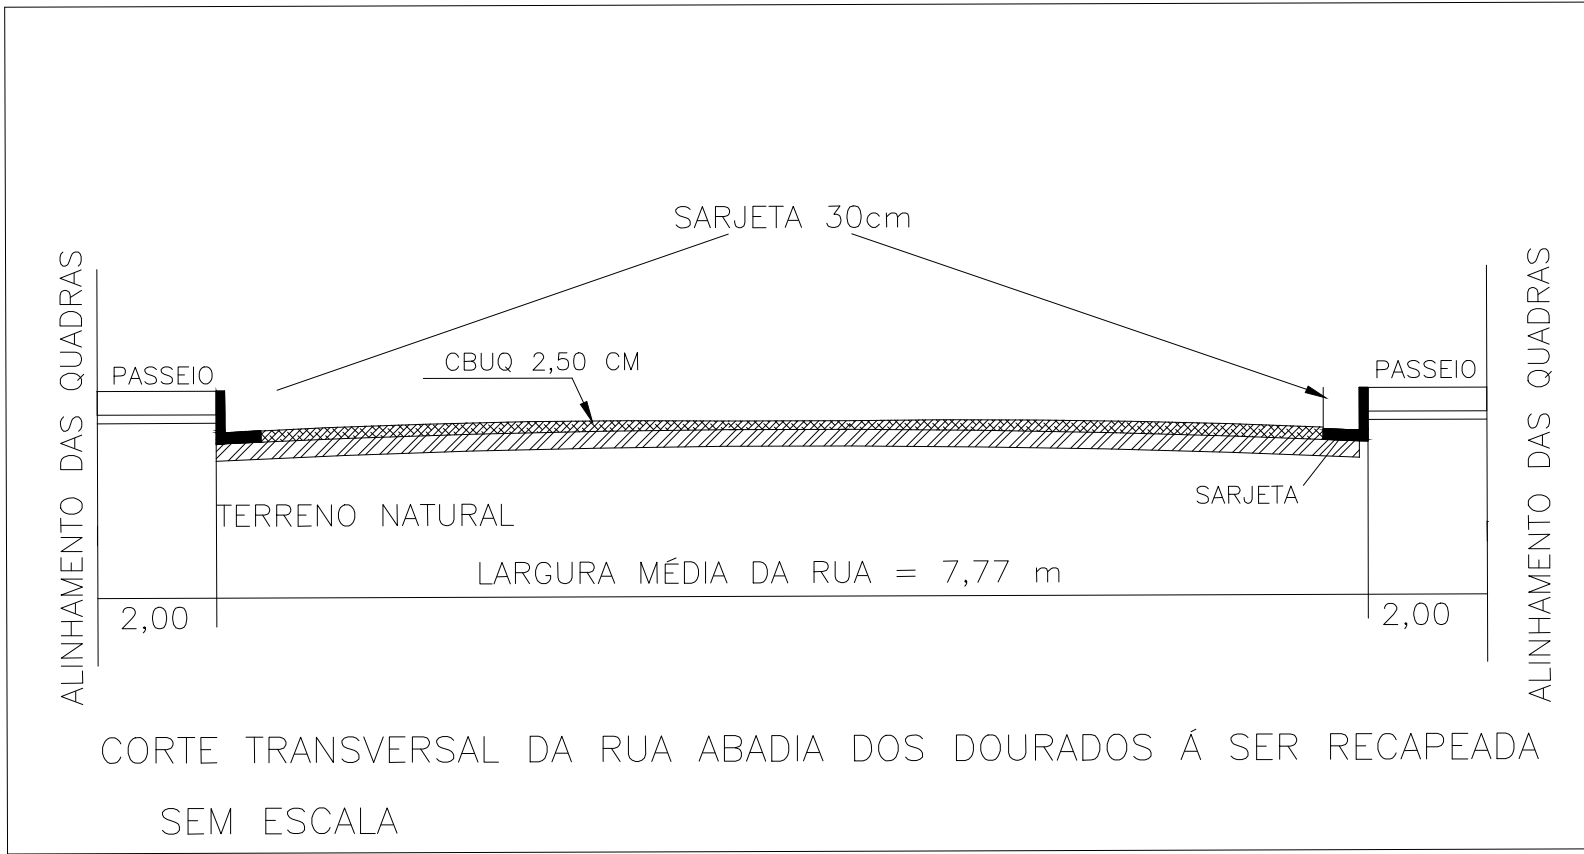 SARJETA 30cm
ALINHAMENTO DAS QUADRAS
ALINHAMENTO DAS QUADRAS
CBUQ 2,50 CM
PASSEIO
PASSEIO
SARJETA
TERRENO NATURAL
LARGURA MÉDIA DA RUA = 7,77 m
2,00
2,00
CORTE TRANSVERSAL DA RUA ABADIA DOS DOURADOS Á SER RECAPEADA
SEM ESCALA